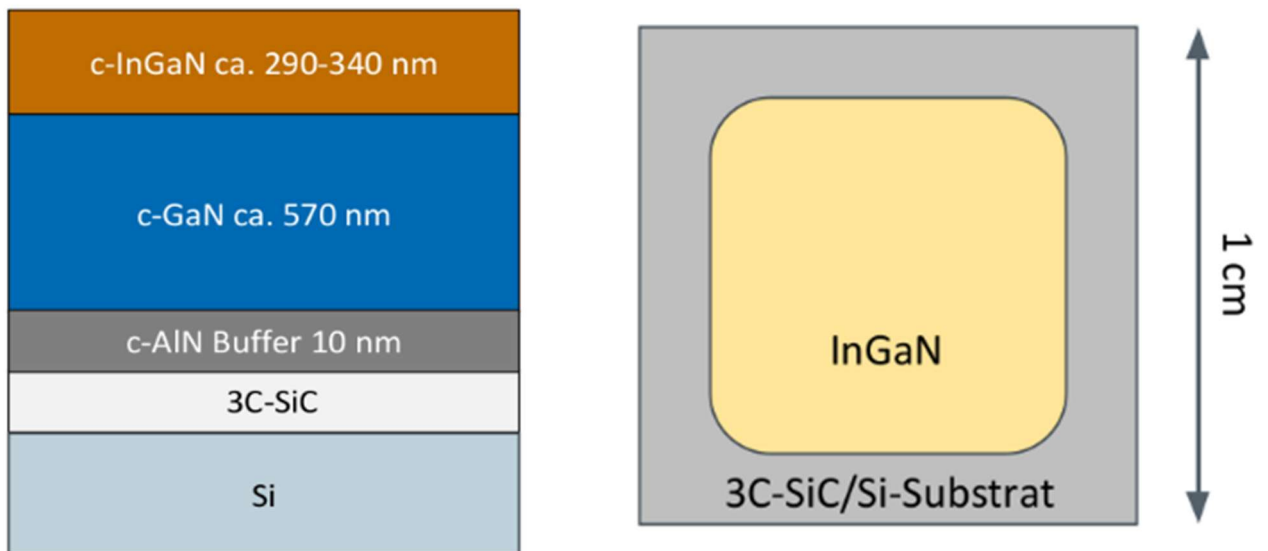 c-InGaN ca. 290-340 nm
c-GaN ca. 570 nm
c-AlN Buffer 10 nm
3C-SiC
Si
InGaN
3C-SiC/Si-Substrat
1 cm